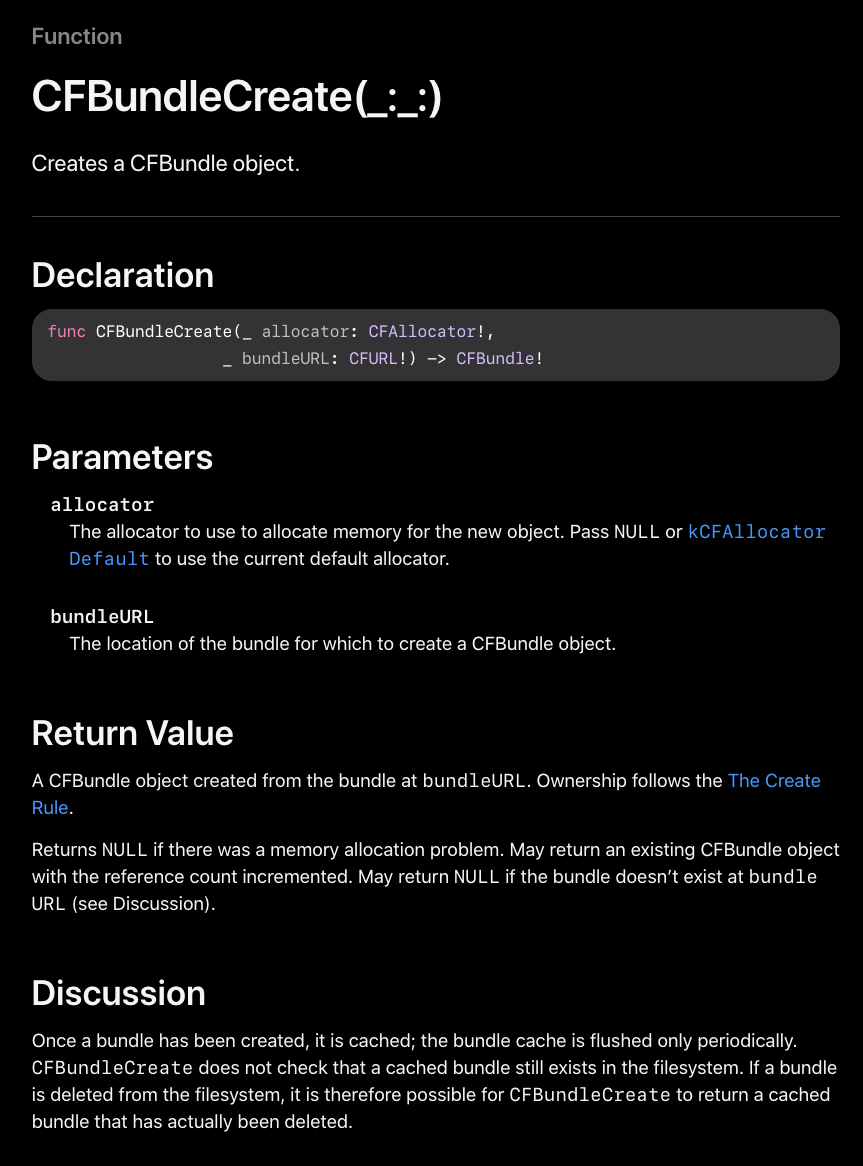 Function
CFBundleCreate(_:_:)
Creates a CFBundle object.
Declaration
func CFBundleCreate(_ allocator: CFAllocator!,
_ bundleURL: CFURL!) -> CFBundle!
Parameters
allocator
The allocator to use to allocate memory for the new object. Pass NULL or kCFAllocator
Default to use the current default allocator.
bundleURL
The location of the bundle for which to create a CFBundle object.
Return Value
A CFBundle object created from the bundle at bundleURL. Ownership follows the The Create
Rule.
Returns NULL if there was a memory allocation problem. May return an existing CFBundle object
with the reference count incremented. May return NULL if the bundle doesn’t exist at bundle
URL (see Discussion).
Discussion
Once a bundle has been created, it is cached; the bundle cache is flushed only periodically.
CFBundleCreate does not check that a cached bundle still exists in the filesystem. If a bundle
is deleted from the filesystem, it is therefore possible for CFBundleCreate to return a cached
bundle that has actually been deleted.